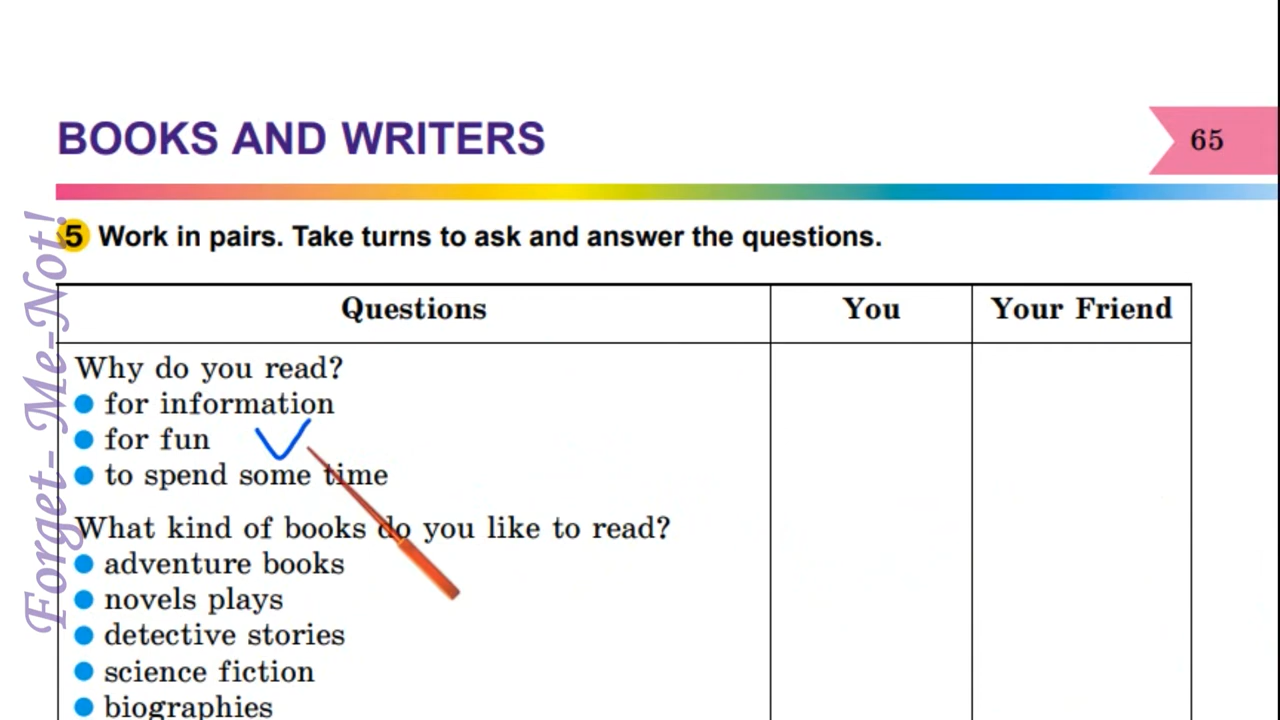 BOOKS AND WRITERS
65
5 Work in pairs. Take turns to ask and answer the questions.
Questions You Your Friend
Why do you read?
for information
for fun
to spend some time
What kind of books do you like to read?
adventure books
novels plays
detective stories
science fiction
biographies
Forget-Me-Not!